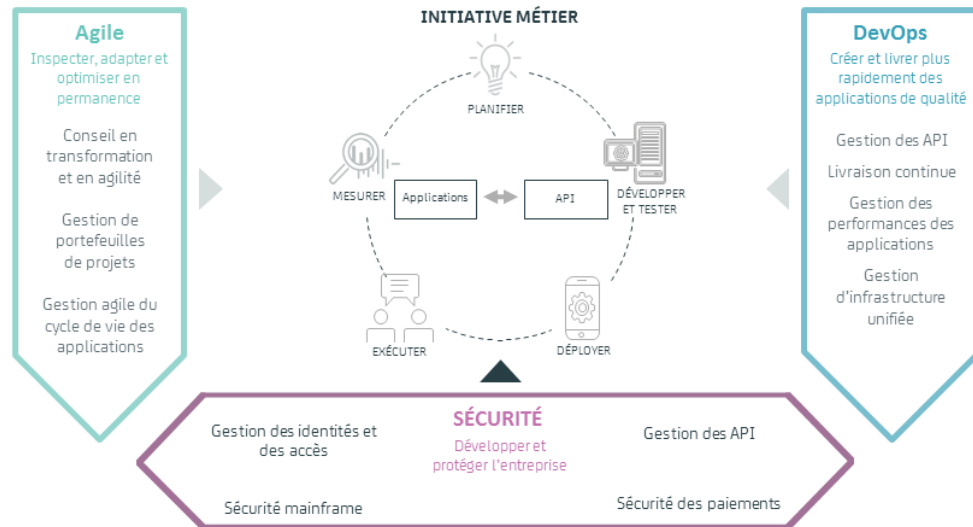 Agile
Inspecter, adapter et
optimiser en
permanence
Conseil en
transformation
et en agilité
Gestion de
portefeuilles
de projets
Gestion agile du
cycle de vie des
applications
INITIATIVE MÉTIER
PLANIFIER
MESURER
Applications
API
DÉVELOPPER
ET TESTER
EXÉCUTER
DÉPLOYER
DevOps
Créer et livrer plus
rapidement des
applications de qualité
Gestion des API
Livraison continue
Gestion des
performances des
applications
Gestion
d'infrastructure
unifiée
SÉCURITÉ
Développer et
protéger l'entreprise
Gestion des identités et
des accès
Gestion des API
Sécurité mainframe
Sécurité des paiements